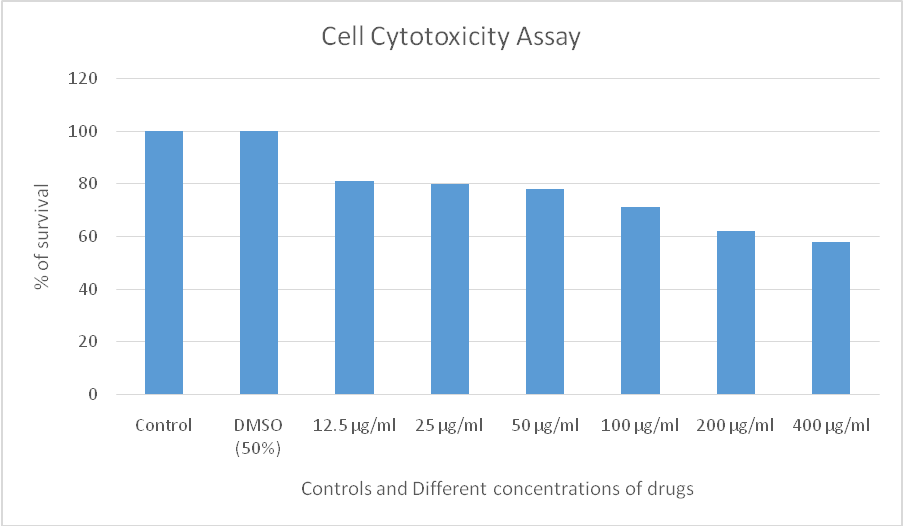 Cell Cytotoxicity Assay
120
100
80
60
40
20
0
% of survival
Control
DMSO
(50%)
12.5 µg/ml
25 µg/ml
50 µg/ml
100 µg/ml
200 µg/ml
400 µg/ml
Controls and Different concentrations of drugs